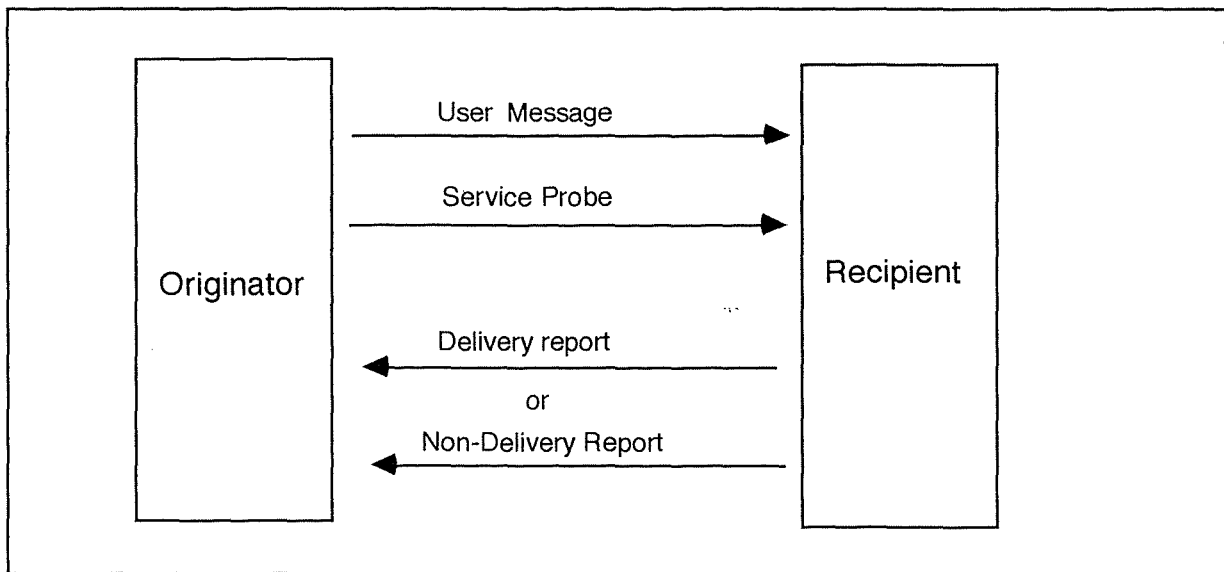 User Message
Service Probe
Originator
Recipient
Delivery report
or
Non-Delivery Report